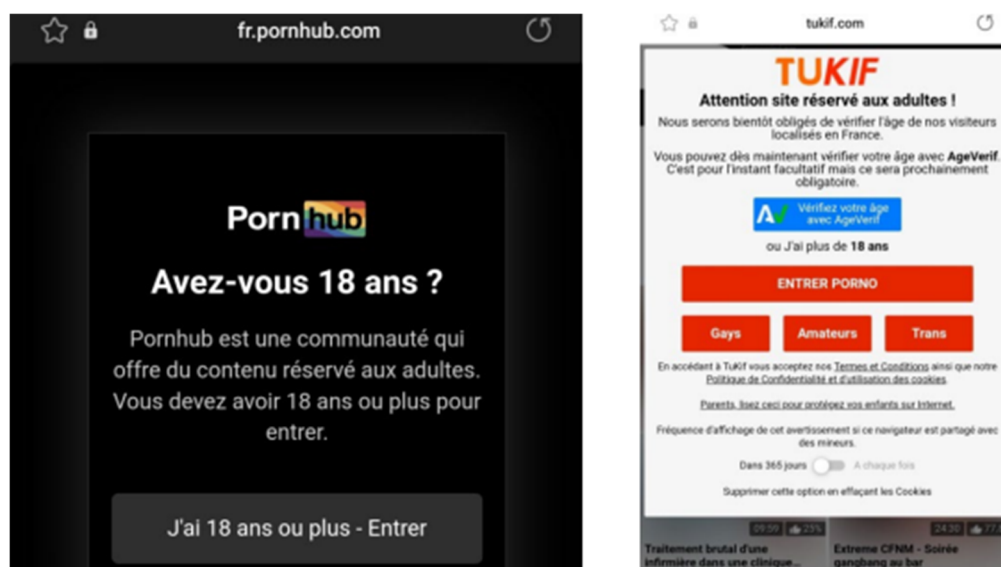 fr.pornhub.com
Pornhub
Avez-vous 18 ans ?
Pornhub est une communauté qui
offre du contenu réservé aux adultes.
Vous devez avoir 18 ans ou plus pour
entrer.
J'ai 18 ans ou plus - Entrer
tukif.com
TUKIF
Attention site réservé aux adultes !
Nous serons bientôt obligés de vérifier l'âge de nos visiteurs
localisés en France.
Vous pouvez dès maintenant vérifier votre âge avec AgeVerif.
C'est pour l'instant facultatif mais ce sera prochainement
obligatoire.
Vérifiez votre âge
avec AgeVerif
ou J'ai plus de 18 ans
ENTRER PORNO
Gays Amateurs Trans
En accédant à TuKif vous acceptez nos Termes et Conditions ainsi que notre
Politique de Confidentialité et d'utilisation des cookies.
Parents, lisez ceci pour protégez vos enfants sur Internet.
Fréquence d'affichage de cet avertissement si ce navigateur est partagé avec
des mineurs.
Dans 365 jours A chaque fois
Supprimer cette option en effaçant les Cookies
09:59 25% 24:30
Traitement brutal d'une Extreme CFNM - Soirée
infirmière dans une clinique... gangbang au bar